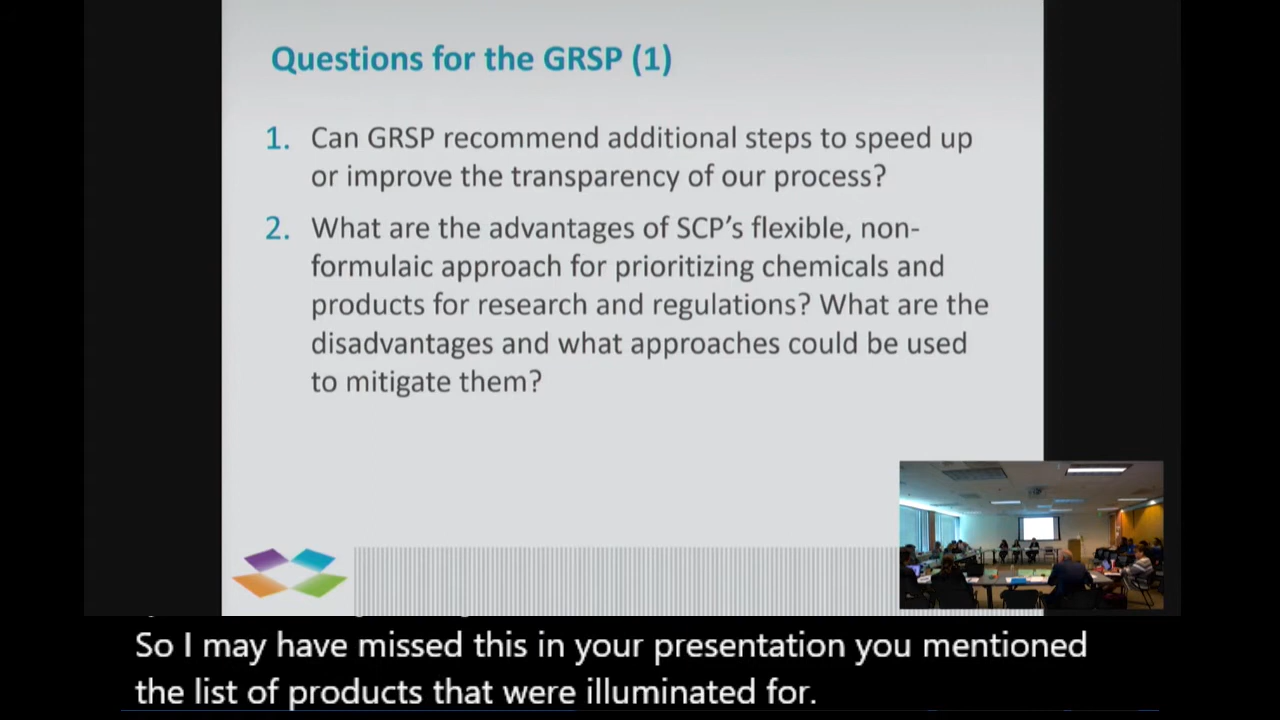 Questions for the GRSP (1)
1. Can GRSP recommend additional steps to speed up
or improve the transparency of our process?
2. What are the advantages of SCP’s flexible, non-
formulaic approach for prioritizing chemicals and
products for research and regulations? What are the
disadvantages and what approaches could be used
to mitigate them?
So I may have missed this in your presentation you mentioned
the list of products that were illuminated for.